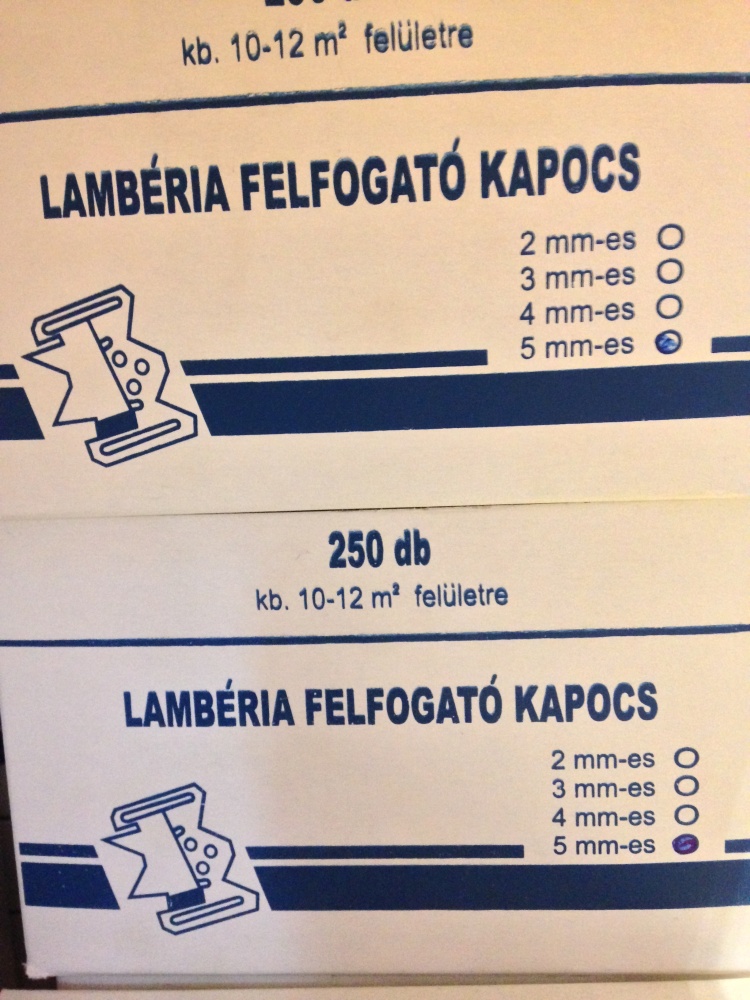 kb. 10-12 m² felületre
LAMBÉRIA FELFOGATÓ KAPOCS
2 mm-es
3 mm-es
4 mm-es
5 mm-es
250 db
kb. 10-12 m² felületre
LAMBÉRIA FELFOGATÓ KAPOCS
2 mm-es
3 mm-es
4 mm-es
5 mm-es